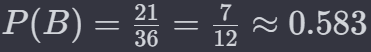 P(B) = 21/36 = 7/12 ≈ 0.583